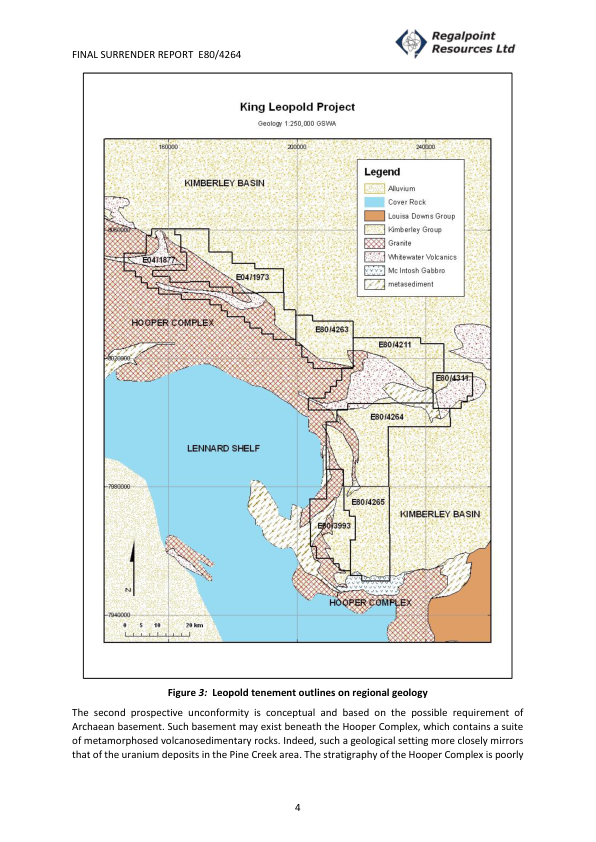 FINAL SURRENDER REPORT E80/4264
Regalpoint
Resources Ltd
King Leopold Project
Geology 1:250,000 GSWA
160000
200000
240000
KIMBERLEY BASIN
Legend
Alluvium
Cover Rock
Louisa Downs Group
Kimberley Group
Granite
Whitewater Volcanics
Mc Intosh Gabbro
metasediment
E04/1877
E04/1973
HOOPER COMPLEX
E80/4263
E80/4211
E80/4311
E80/4264
LENNARD SHELF
7980000
E80/4265
KIMBERLEY BASIN
E80/3993
N
HOOPER COMPLEX
7940000
0 5 10 20 km
Figure 3: Leopold tenement outlines on regional geology
The second prospective unconformity is conceptual and based on the possible requirement of
Archaean basement. Such basement may exist beneath the Hooper Complex, which contains a suite
of metamorphosed volcanosedimentary rocks. Indeed, such a geological setting more closely mirrors
that of the uranium deposits in the Pine Creek area. The stratigraphy of the Hooper Complex is poorly
4